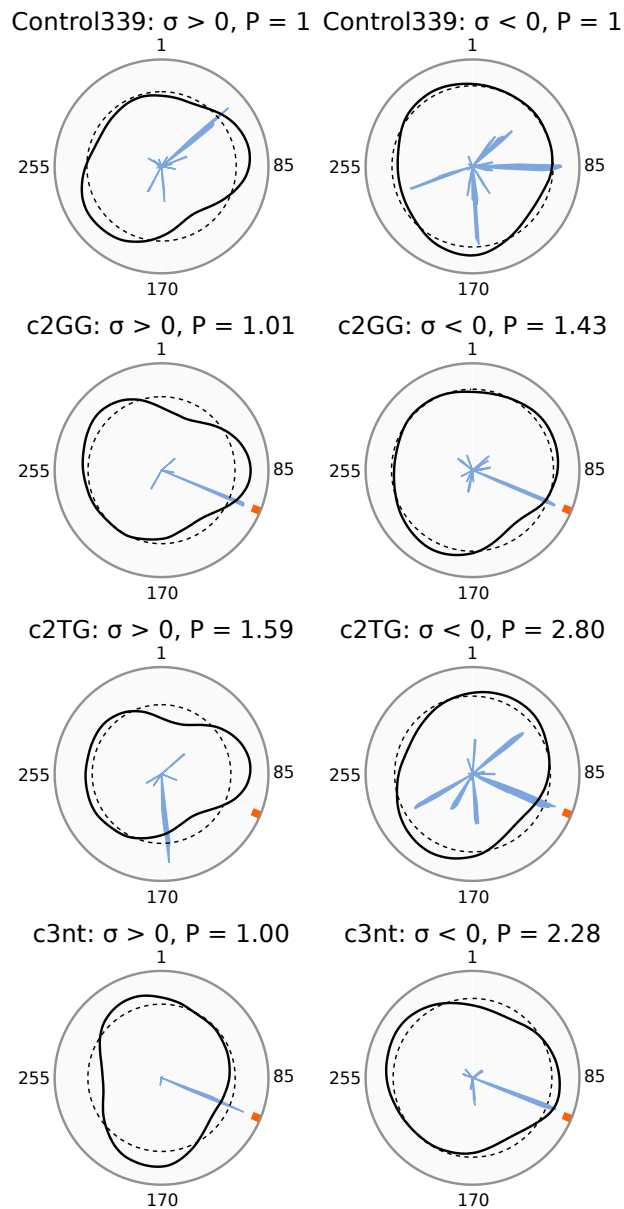 Control339: σ > 0, P = 1 Control339: σ < 0, P = 1
1 1
255 85 255 85
170 170
c2GG: σ > 0, P = 1.01 c2GG: σ < 0, P = 1.43
1 1
255 85 255 85
170 170
c2TG: σ > 0, P = 1.59 c2TG: σ < 0, P = 2.80
1 1
255 85 255 85
170 170
c3nt: σ > 0, P = 1.00 c3nt: σ < 0, P = 2.28
1 1
255 85 255 85
170 170